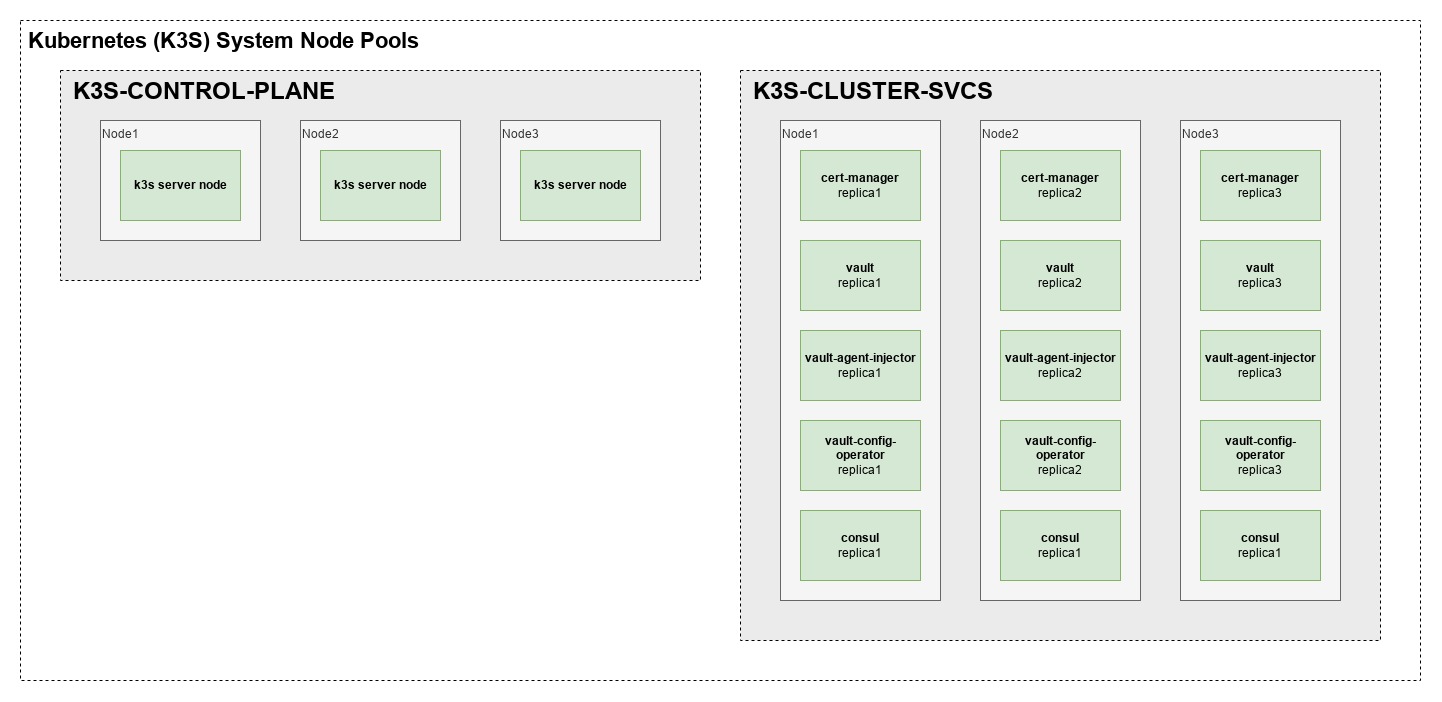 Kubernetes (K3S) System Node Pools
K3S-CONTROL-PLANE
Node1
k3s server node
Node2
k3s server node
Node3
k3s server node
K3S-CLUSTER-SVCS
Node1
cert-manager
replica1
vault
replica1
vault-agent-injector
replica1
vault-config-
operator
replica1
consul
replica1
Node2
cert-manager
replica2
vault
replica2
vault-agent-injector
replica2
vault-config-
operator
replica2
consul
replica1
Node3
cert-manager
replica3
vault
replica3
vault-agent-injector
replica3
vault-config-
operator
replica3
consul
replica1